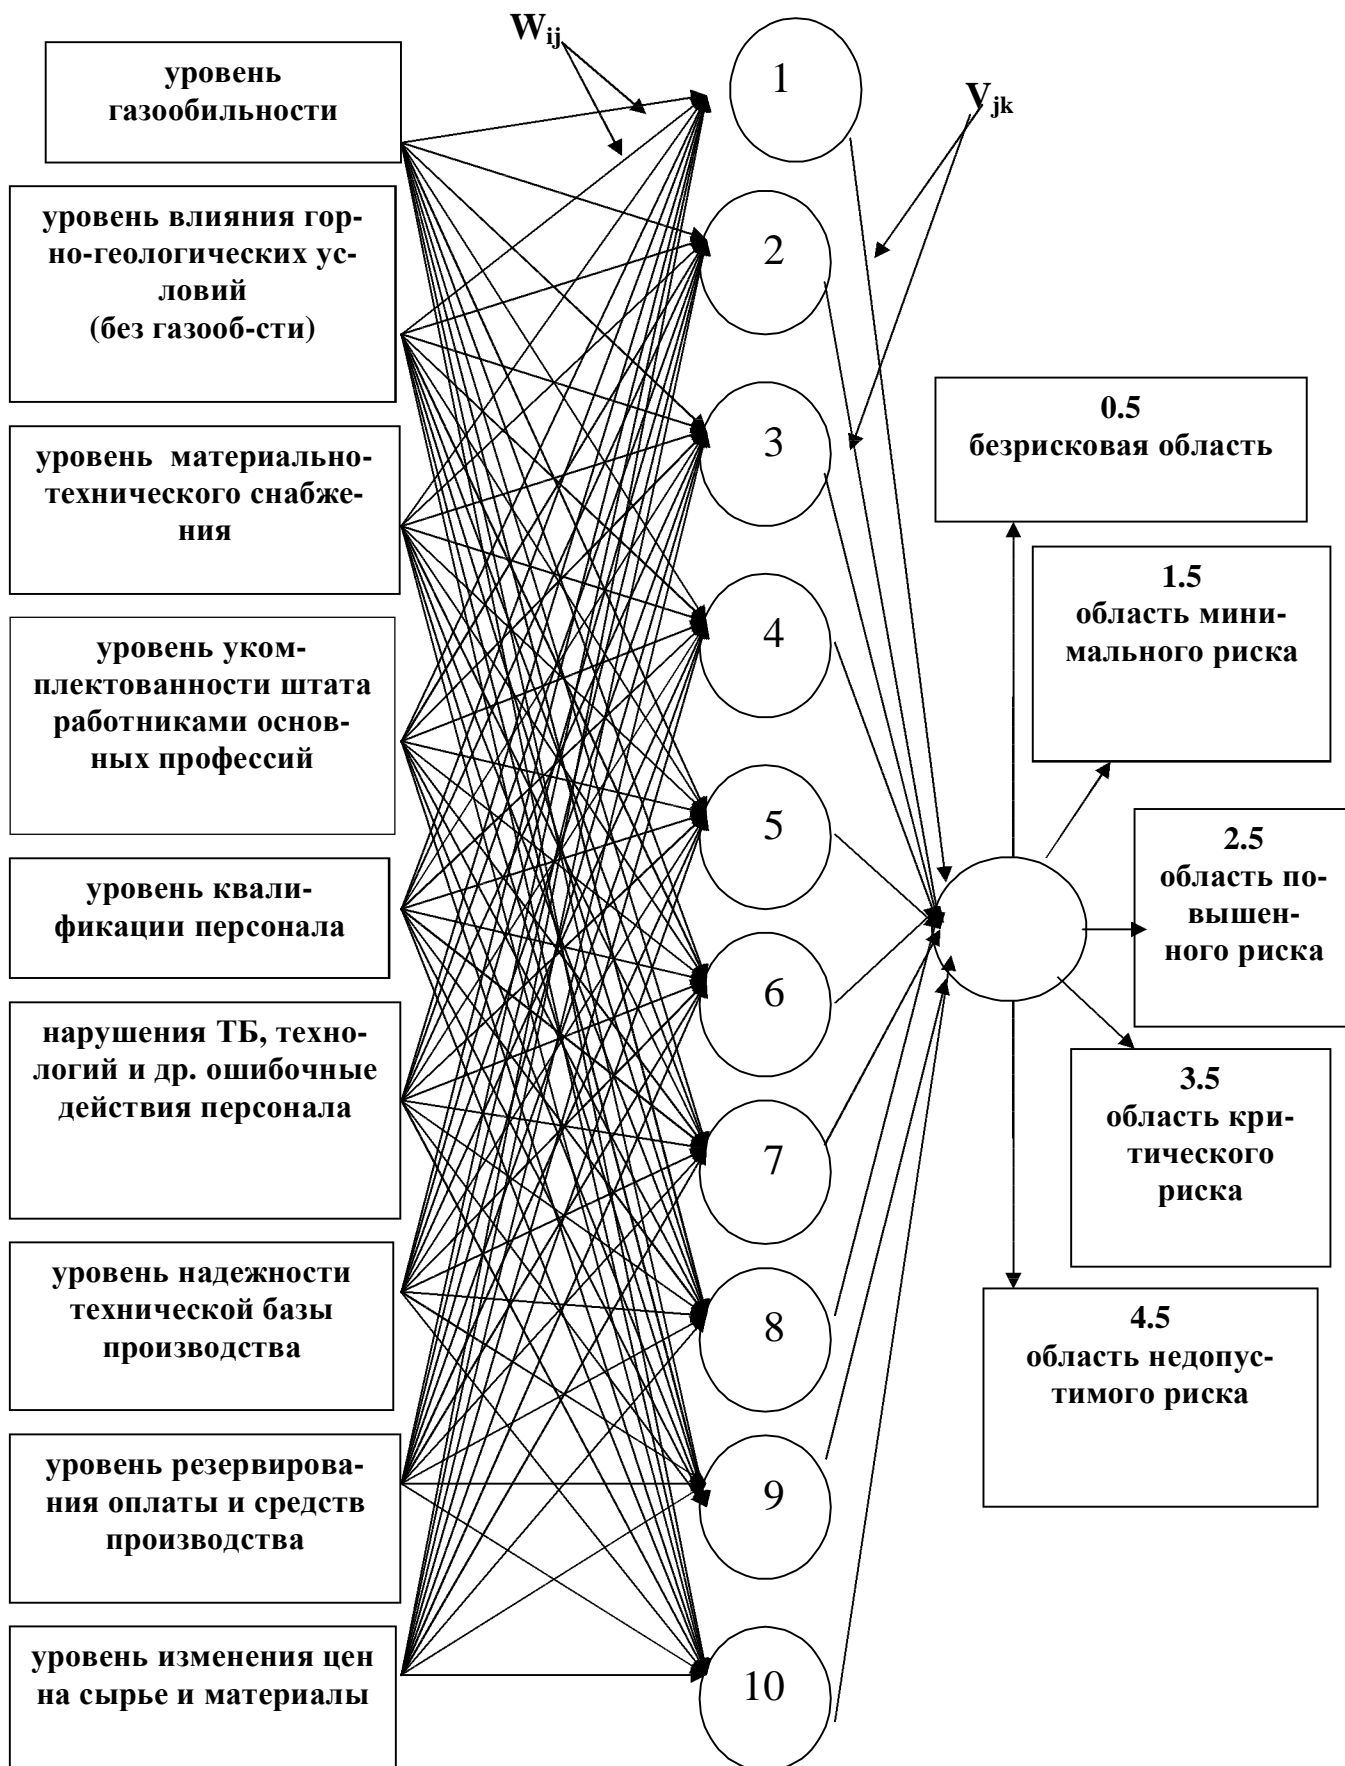 W_ij
V_jk
уровень
газообильности
уровень влияния гор-
но-геологических ус-
ловий
(без газооб-сти)
уровень материально-
технического снабже-
ния
уровень уком-
плектованности штата
работниками основ-
ных профессий
уровень квали-
фикации персонала
нарушения ТБ, техно-
логий и др. ошибочные
действия персонала
уровень надежности
технической базы
производства
уровень резервирова-
ния оплаты и средств
производства
уровень изменения цен
на сырье и материалы
1
2
3
4
5
6
7
8
9
10
0.5
безрисковая область
1.5
область мини-
мального риска
2.5
область по-
вышен-
ного риска
3.5
область кри-
тического
риска
4.5
область недопус-
тимого риска